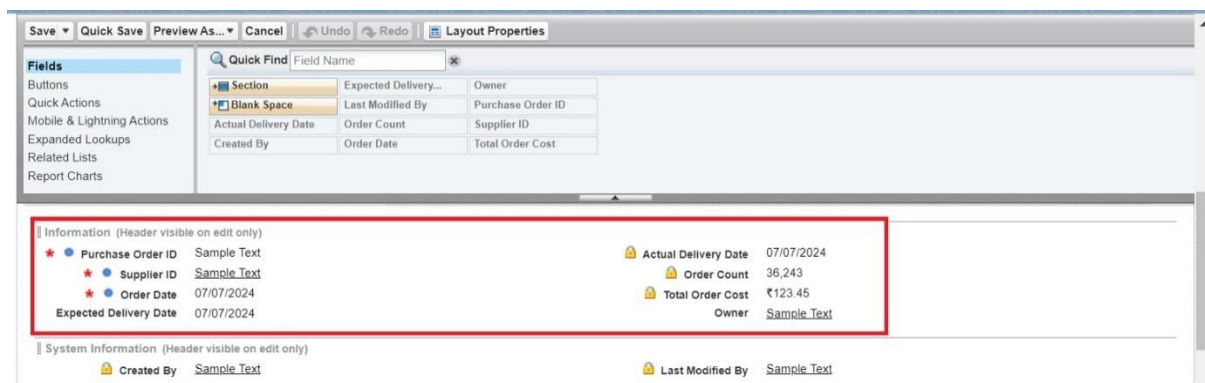 Save Quick Save Preview As... Cancel Undo Redo Layout Properties
Fields
Buttons
Quick Actions
Mobile & Lightning Actions
Expanded Lookups
Related Lists
Report Charts
Quick Find Field Name
Section Expected Delivery... Owner
Blank Space Last Modified By Purchase Order ID
Actual Delivery Date Order Count Supplier ID
Created By Order Date Total Order Cost
Information (Header visible on edit only)
Purchase Order ID Sample Text Actual Delivery Date 07/07/2024
Supplier ID Sample Text Order Count 36,243
Order Date 07/07/2024 Total Order Cost ₹123.45
Expected Delivery Date 07/07/2024 Owner Sample Text
System Information (Header visible on edit only)
Created By Sample Text Last Modified By Sample Text